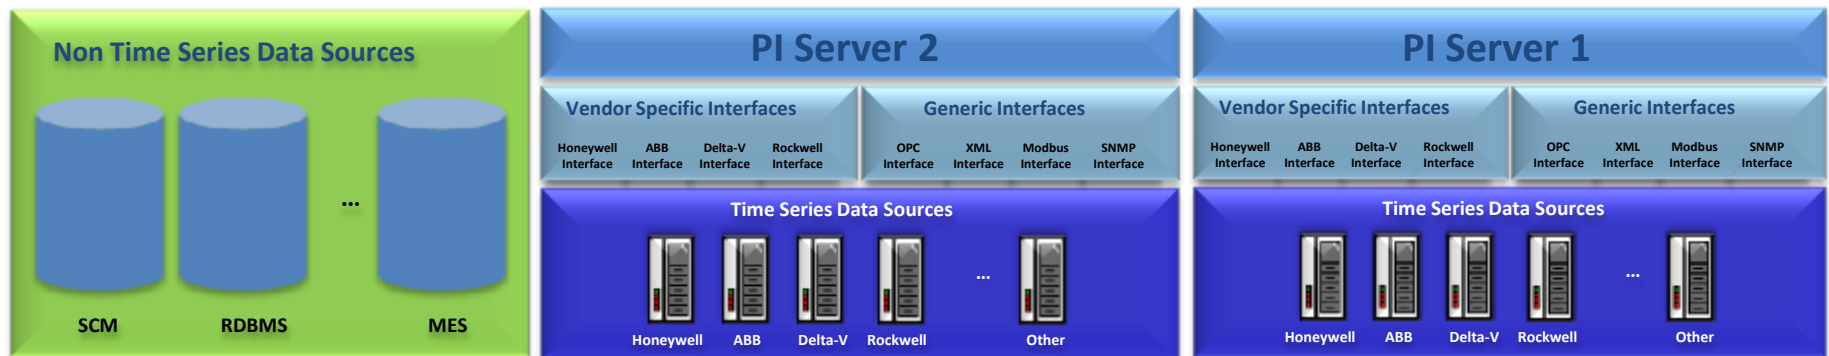 Non Time Series Data Sources
...
SCM RDBMS MES
PI Server 2
Vendor Specific Interfaces
Honeywell Interface
ABB Interface
Delta-V Interface
Rockwell Interface
Generic Interfaces
OPC Interface
XML Interface
Modbus Interface
SNMP Interface
Time Series Data Sources
...
Honeywell ABB Delta-V Rockwell Other
PI Server 1
Vendor Specific Interfaces
Honeywell Interface
ABB Interface
Delta-V Interface
Rockwell Interface
Generic Interfaces
OPC Interface
XML Interface
Modbus Interface
SNMP Interface
Time Series Data Sources
...
Honeywell ABB Delta-V Rockwell Other